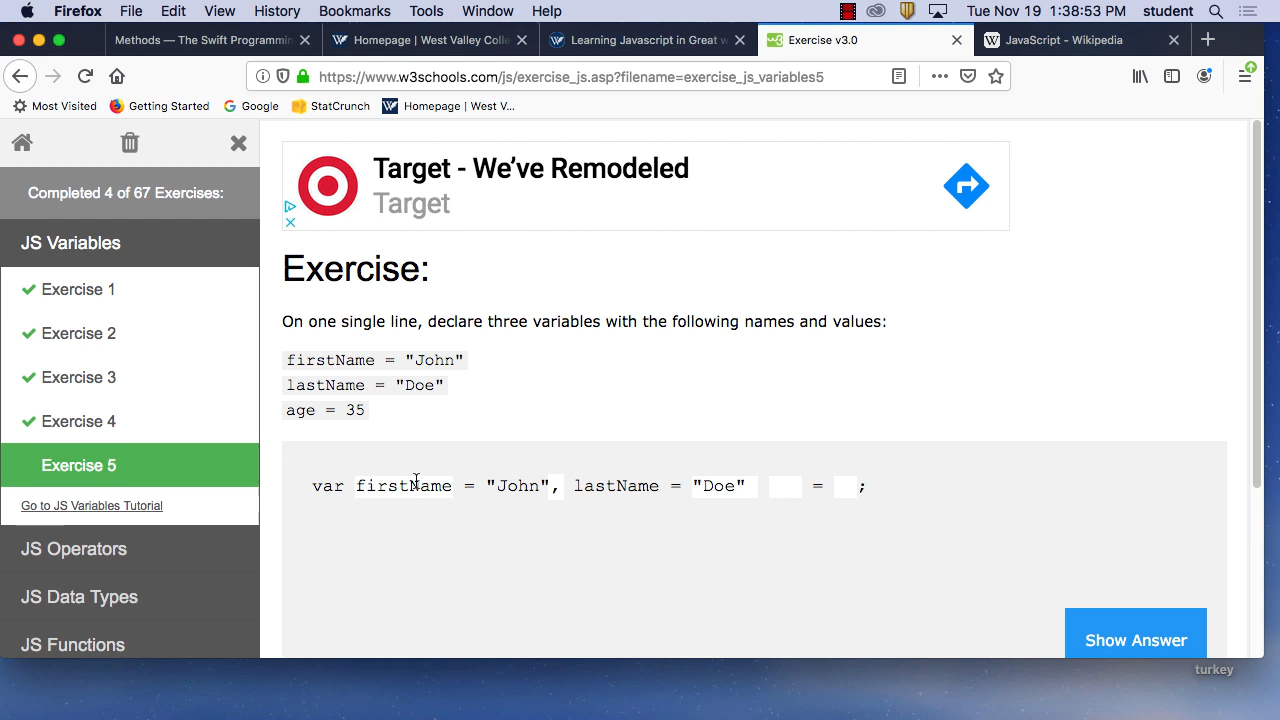 Firefox File Edit View History Bookmarks Tools Window Help Tue Nov 19 1:38:53 PM student
Methods — The Swift Programmin Homepage | West Valley Colle Learning Javascript in Great w Exercise v3.0 JavaScript - Wikipedia
https://www.w3schools.com/js/exercise_js.asp?filename=exercise_js_variables5
Most Visited Getting Started Google StatCrunch Homepage | West V...
Completed 4 of 67 Exercises:
JS Variables
Exercise 1
Exercise 2
Exercise 3
Exercise 4
Exercise 5
Go to JS Variables Tutorial
JS Operators
JS Data Types
JS Functions
Target - We've Remodeled
Target
Exercise:
On one single line, declare three variables with the following names and values:
firstName = "John"
lastName = "Doe"
age = 35
var firstName = "John", lastName = "Doe" = ;
Show Answer
turkey